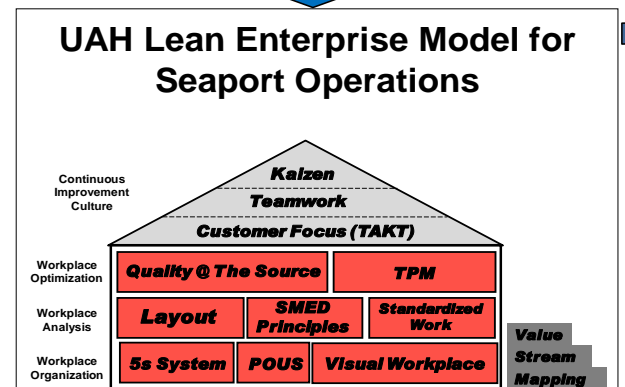 UAH Lean Enterprise Model for
Seaport Operations
Continuous
Improvement
Culture
Kaizen
Teamwork
Customer Focus (TAKT)
Workplace
Optimization
Quality @ The Source
TPM
Workplace
Analysis
Layout
SMED
Principles
Standardized
Work
Workplace
Organization
5s System
POUS
Visual Workplace
Value
Stream
Mapping